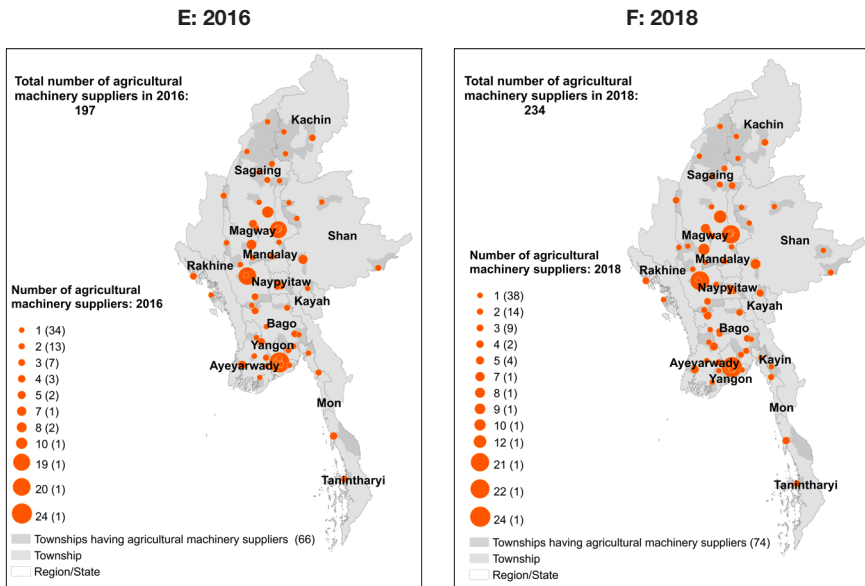 E: 2016
Total number of agricultural
machinery suppliers in 2016:
197
Kachin
Sagaing
Magway
Shan
Mandalay
Rakhine
Naypyitaw
Kayah
Bago
Yangon
Ayeyarwady
Mon
Tanintharyi
Number of agricultural
machinery suppliers: 2016
1 (34)
2 (13)
3 (7)
4 (3)
5 (2)
7 (1)
8 (2)
10 (1)
19 (1)
20 (1)
24 (1)
Townships having agricultural machinery suppliers (66)
Township
Region/State
F: 2018
Total number of agricultural
machinery suppliers in 2018:
234
Kachin
Sagaing
Magway
Shan
Mandalay
Rakhine
Naypyitaw
Kayah
Bago
Ayeyarwady
Kayin
Yangon
Mon
Tanintharyi
Number of agricultural
machinery suppliers: 2018
1 (38)
2 (14)
3 (9)
4 (2)
5 (4)
7 (1)
8 (1)
9 (1)
10 (1)
12 (1)
21 (1)
22 (1)
24 (1)
Townships having agricultural machinery suppliers (74)
Township
Region/State